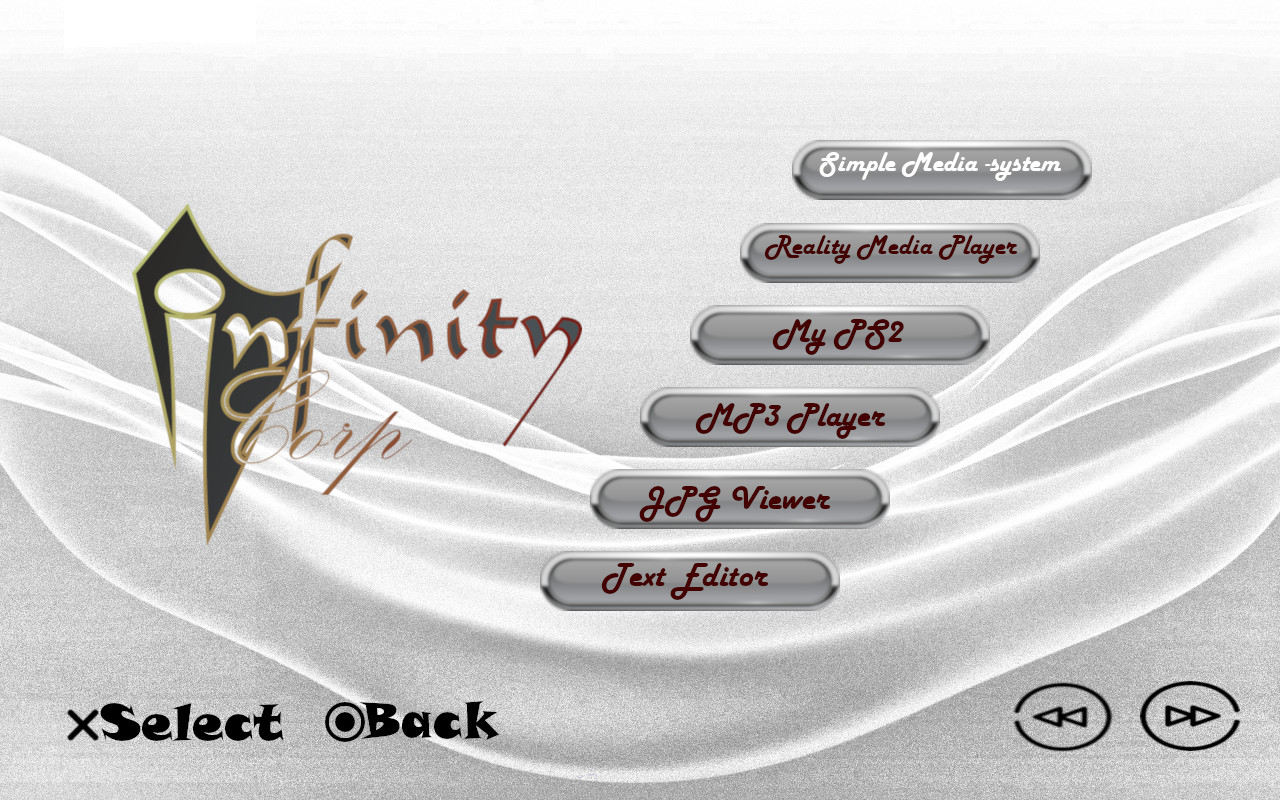 Simple Media -system
Reality Media Player
My PS2
infinity
Corp
MP3 Player
JPG Viewer
Text Editor
Select
Back